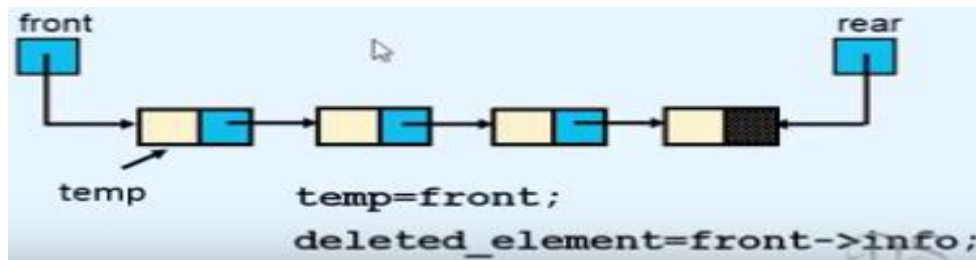 front
rear
temp
temp=front;
deleted_element=front->info;